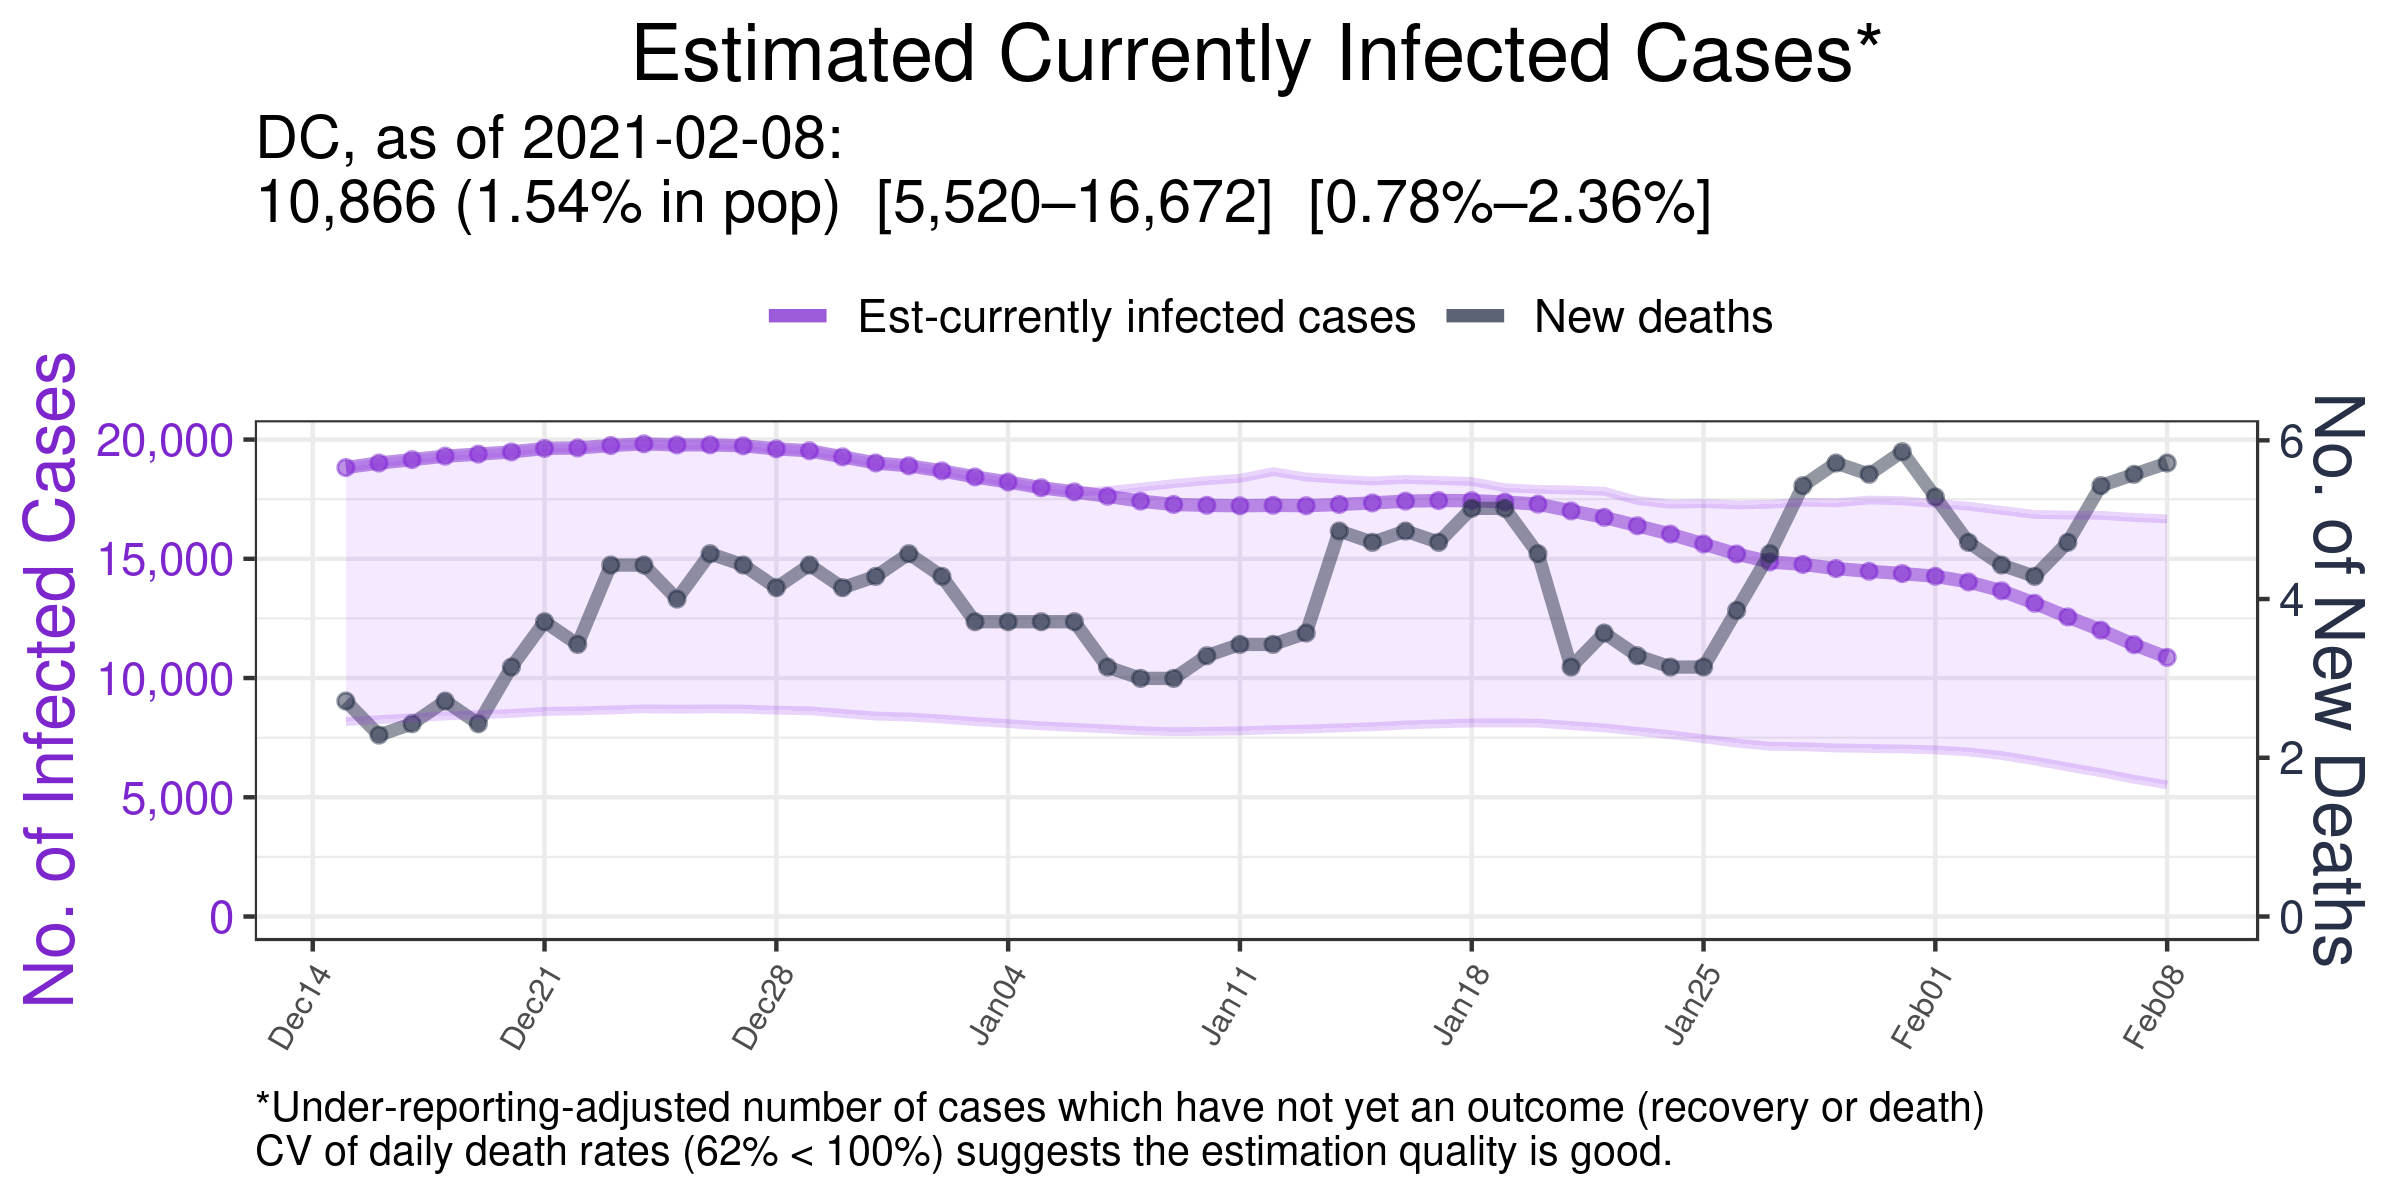 Estimated Currently Infected Cases*
DC, as of 2021-02-08:
10,866 (1.54% in pop)  [5,520–16,672]  [0.78%–2.36%]
Est-currently infected cases
New deaths
No. of Infected Cases
20,000
15,000
10,000
5,000
0
6
4
2
0
No. of New Deaths
Dec14
Dec21
Dec28
Jan04
Jan11
Jan18
Jan25
Feb01
Feb08
*Under-reporting-adjusted number of cases which have not yet an outcome (recovery or death)
CV of daily death rates (62% < 100%) suggests the estimation quality is good.